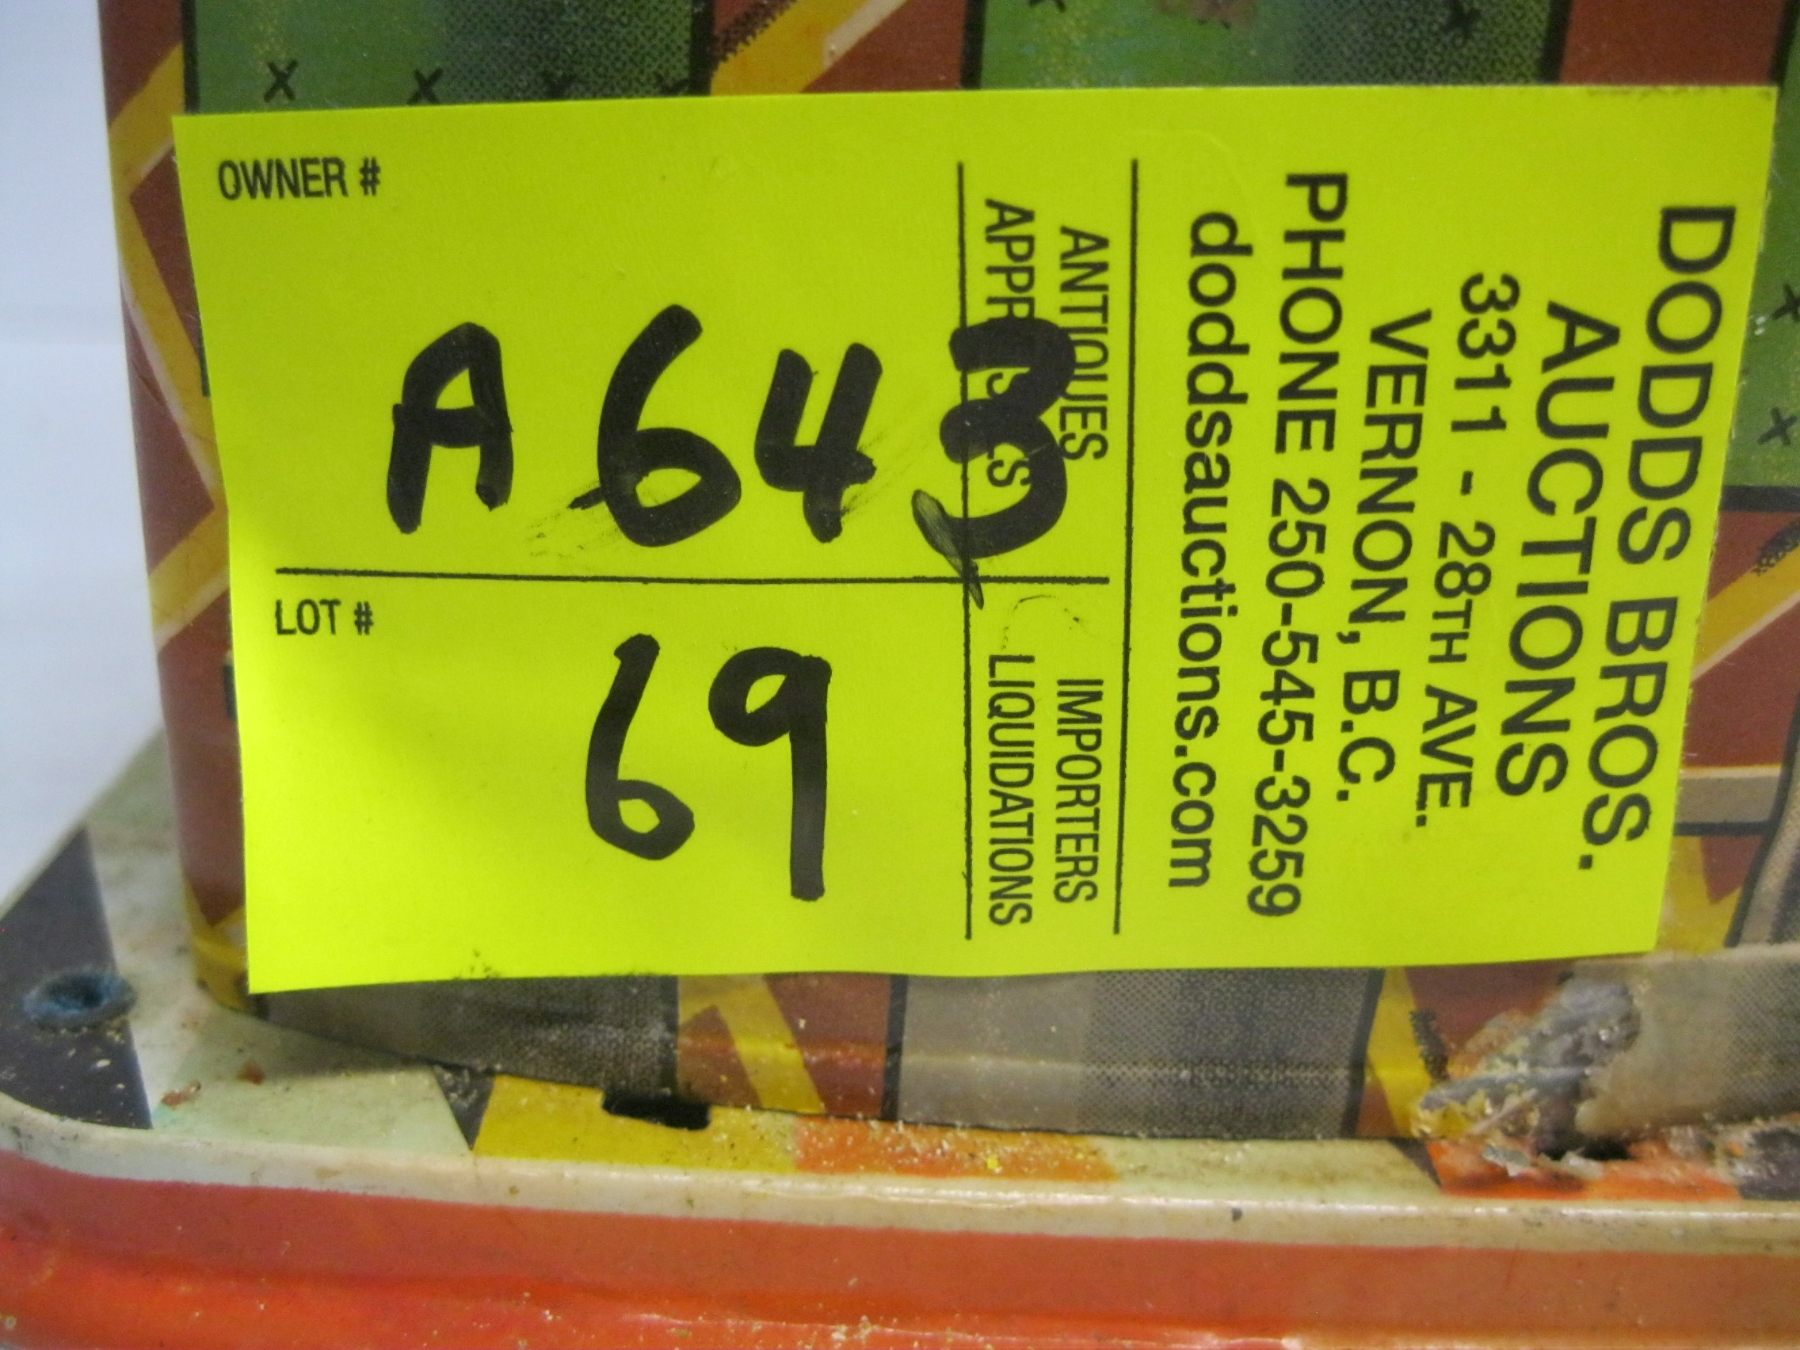 OWNER #
A643
LOT #
69
DODDS BROS.
AUCTIONS
3311 - 28TH AVE.
VERNON, B.C.
PHONE 250-545-3259
doddsauctions.com
ANTIQUES IMPORTERS
APPRAISALS LIQUIDATIONS